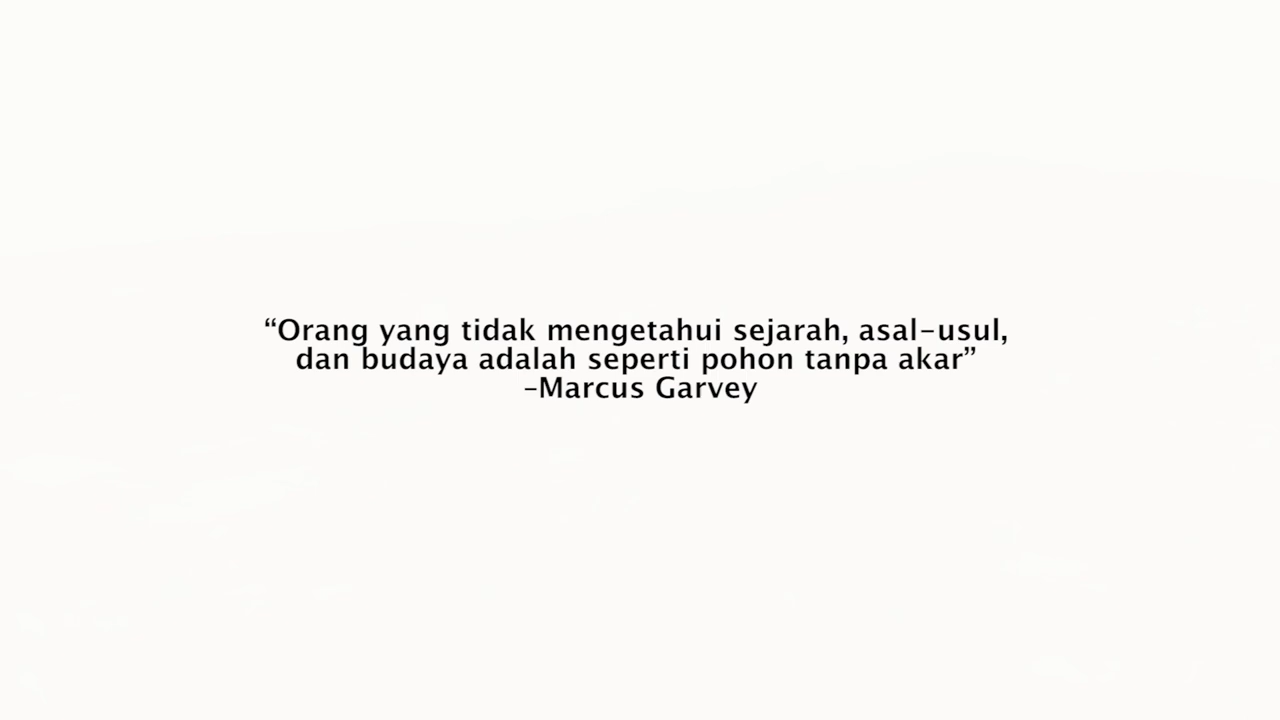 “Orang yang tidak mengetahui sejarah, asal-usul,
dan budaya adalah seperti pohon tanpa akar”
-Marcus Garvey